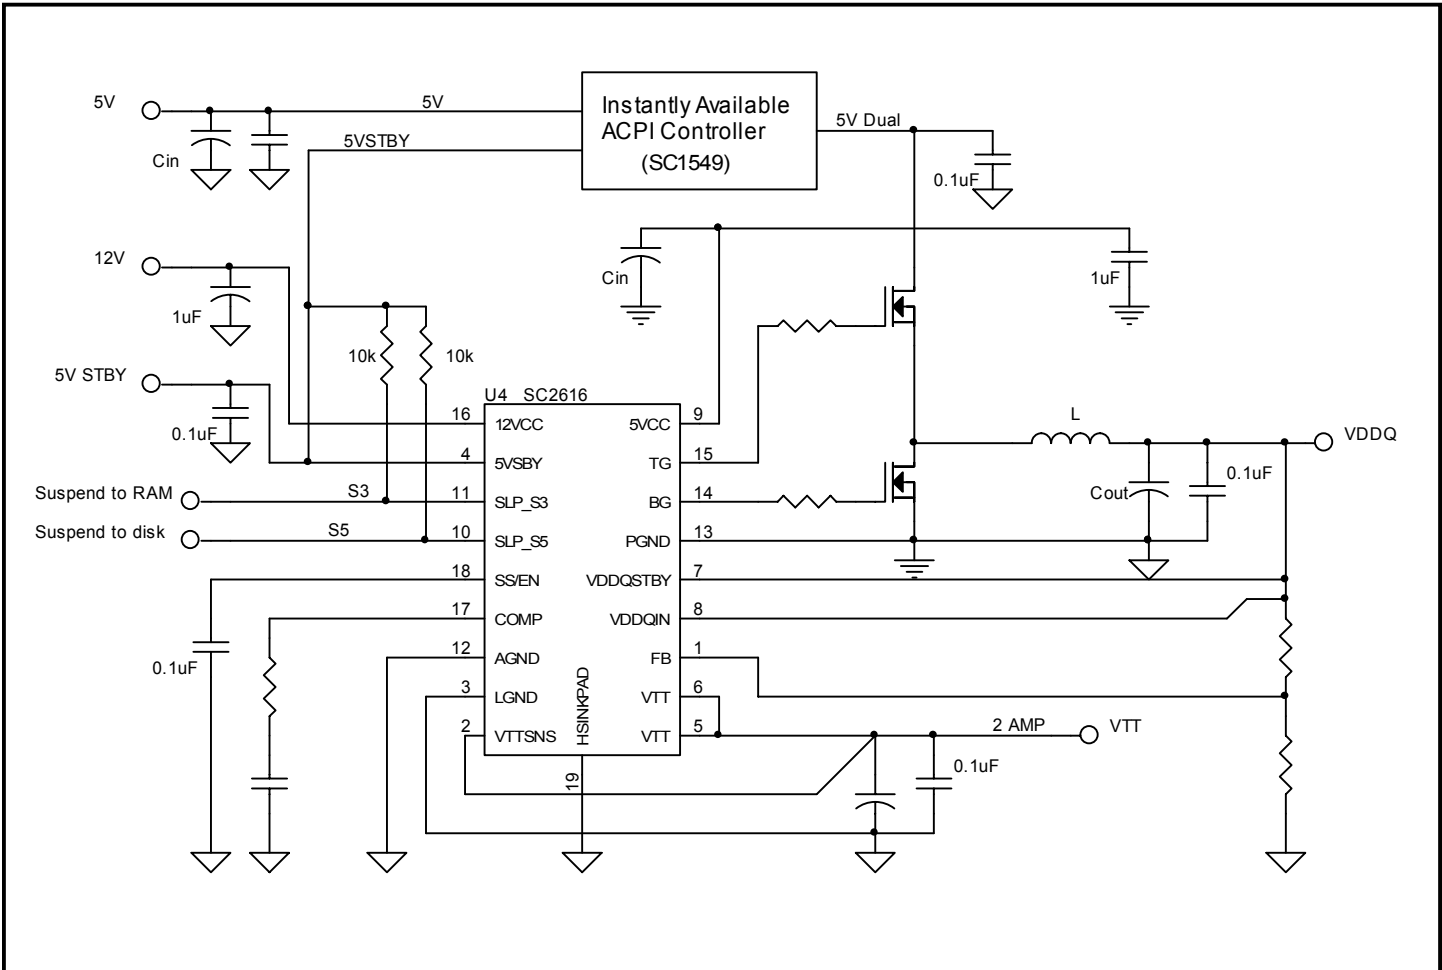 5V
5V
Instantly Available
ACPI Controller
(SC1549)
5V Dual
5VSTBY
Cin
0.1uF
12V
Cin
1uF
1uF
10k
10k
5V STBY
U4 SC2616
0.1uF
16
12VCC
5VCC
9
L
VDDQ
4
5VSBY
TG
15
Suspend to RAM
S3
11
SLP_S3
BG
14
Cout
0.1uF
Suspend to disk
S5
10
SLP_S5
PGND
13
18
SS/EN
VDDQSTBY
7
17
COMP
VDDQIN
8
0.1uF
12
AGND
FB
1
3
LGND
HSINKPAD
VTT
6
2
VTTSNS
VTT
5
2 AMP
VTT
19
0.1uF